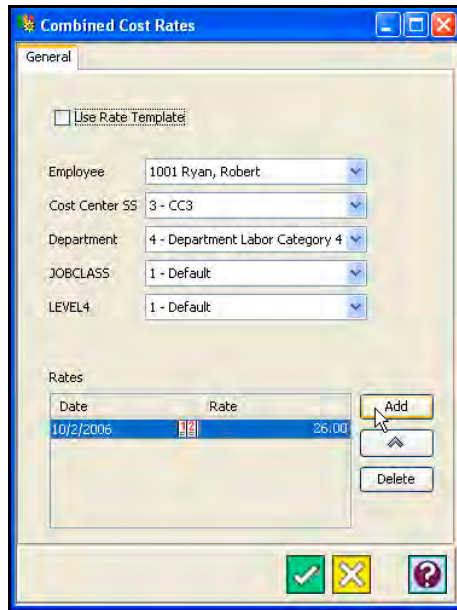 Combined Cost Rates
General
Use Rate Template
Employee 1001 Ryan, Robert
Cost Center SS 3 - CC3
Department 4 - Department Labor Category 4
JOBCLASS 1 - Default
LEVEL4 1 - Default
Rates
Date Rate Add
10/2/2006 12 26.00
Delete
?